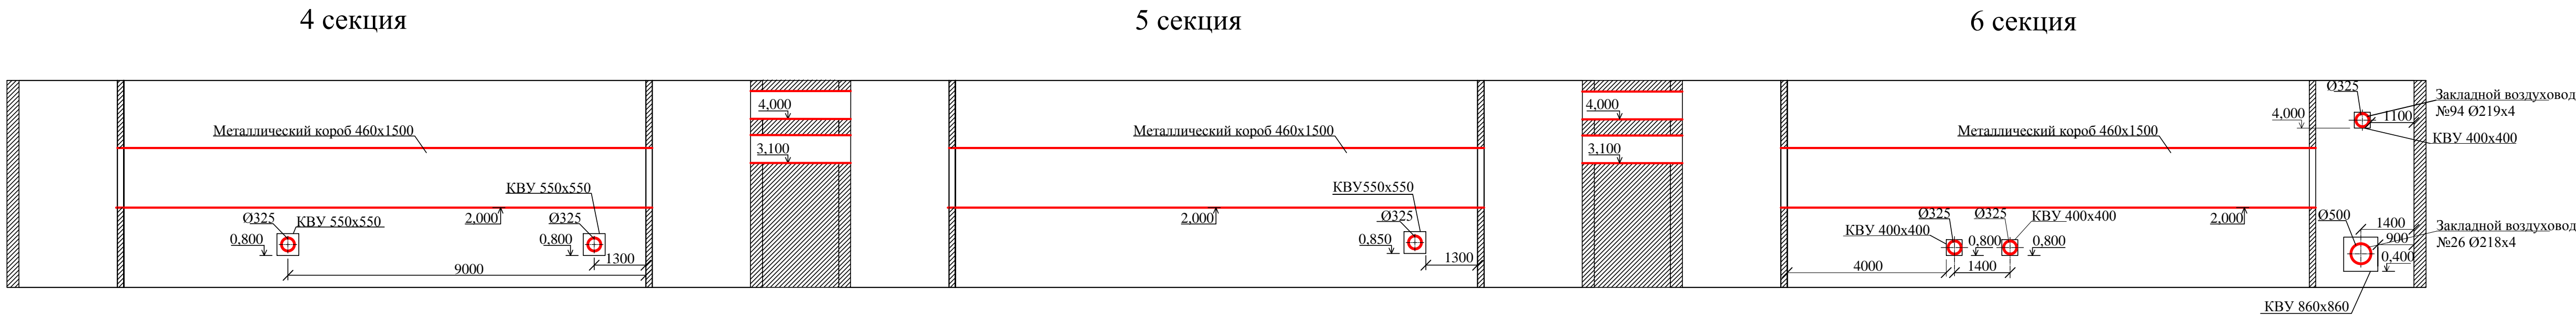 4 секция
5 секция
6 секция
4,000
Металлический короб 460х1500
3,100
КВУ 550х550
Ø325
КВУ 550х550
2,000
Ø325
0,800
0,800
1300
9000
4,000
Металлический короб 460х1500
3,100
КВУ550х550
2,000
Ø325
0,850
1300
Ø325
Закладной воздуховод
№94 Ø219х4
4,000
1100
КВУ 400х400
Металлический короб 460х1500
Ø325
Ø325
КВУ 400х400
2,000
Ø500
1400
КВУ 400х400
0,800
0,800
900
Закладной воздуховод
№26 Ø218х4
4000
1400
0,400
КВУ 860х860